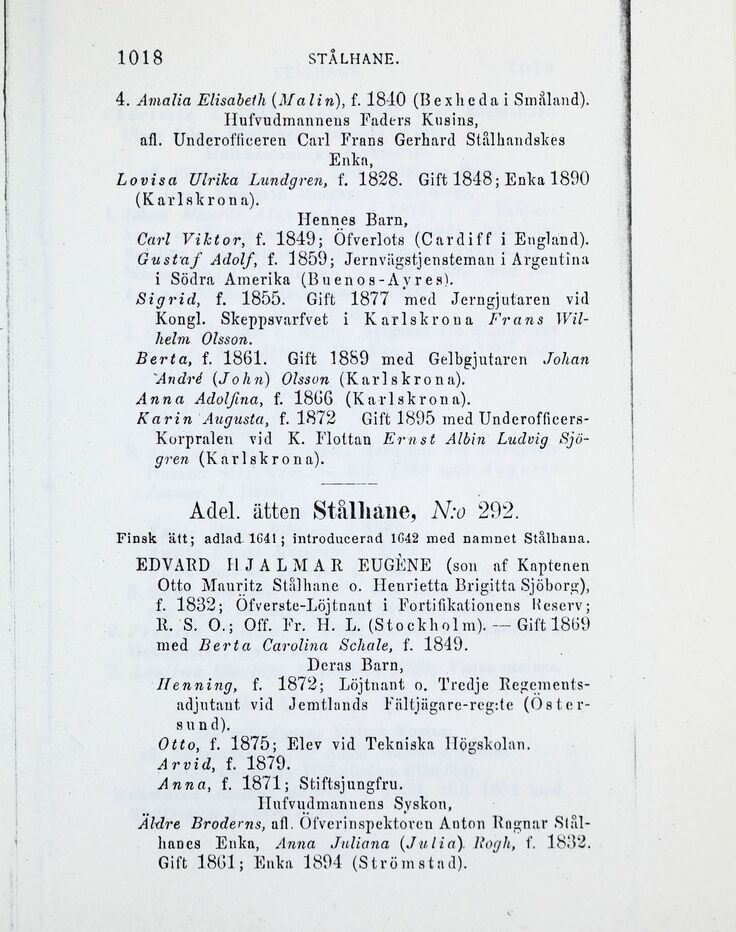 1018 STÅLHANE.
4. Amalia Elisabeth (Malin), f. 1840 (Bexheda i Småland).
Hufvudmannens Faders Kusins,
afl. Underofficeren Carl Frans Gerhard Stålhandskes
Enka,
Lovisa Ulrika Lundgren, f. 1828. Gift 1848; Enka 1890
(Karlskrona).
Hennes Barn,
Carl Viktor, f. 1849; Öfverlots (Cardiff i England).
Gustaf Adolf, f. 1859; Jernvägstjensteman i Argentina
i Södra Amerika (Buenos-Ayres).
Sigrid, f. 1855. Gift 1877 med Jerngjutaren vid
Kongl. Skeppsvarfvet i Karlskrona Frans Wil-
helm Olsson.
Berta, f. 1861. Gift 1889 med Gelbgjutaren Johan
André (John) Olsson (Karlskrona).
Anna Adolfina, f. 1866 (Karlskrona).
Karin Augusta, f. 1872 Gift 1895 med Underofficers-
Korpralen vid K. Flottan Ernst Albin Ludvig Sjö-
gren (Karlskrona).
Adel. ätten Stålhane, N:o 292.
Finsk ätt; adlad 1641; introducerad 1642 med namnet Stålhana.
EDVARD HJALMAR EUGÈNE (son af Kaptenen
Otto Mauritz Stålhane o. Henrietta Brigitta Sjöborg),
f. 1832; Öfverste-Löjtnant i Fortifikationens Reserv;
R. S. O.; Off. Fr. H. L. (Stockholm). — Gift 1869
med Berta Carolina Schale, f. 1849.
Deras Barn,
Henning, f. 1872; Löjtnant o. Tredje Regements-
adjutant vid Jemtlands Fältjägare-reg:te (Öster-
sund).
Otto, f. 1875; Elev vid Tekniska Högskolan.
Arvid, f. 1879.
Anna, f. 1871; Stiftsjungfru.
Hufvudmannens Syskon,
Äldre Broderns, afl. Öfverinspektoren Anton Ragnar Stål-
hanes Enka, Anna Juliana (Julia) Rogh, f. 1832.
Gift 1861; Enka 1894 (Strömstad).